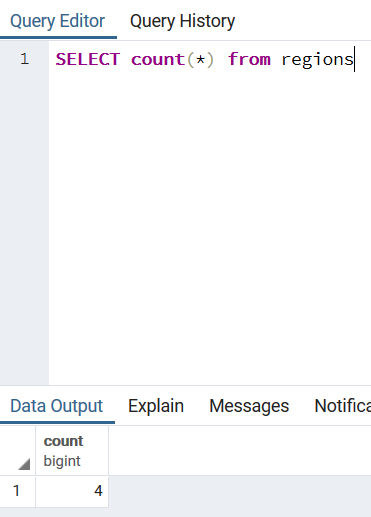 Query Editor Query History
1 SELECT count(*) from regions
Data Output Explain Messages Notifica
count
bigint
1 4